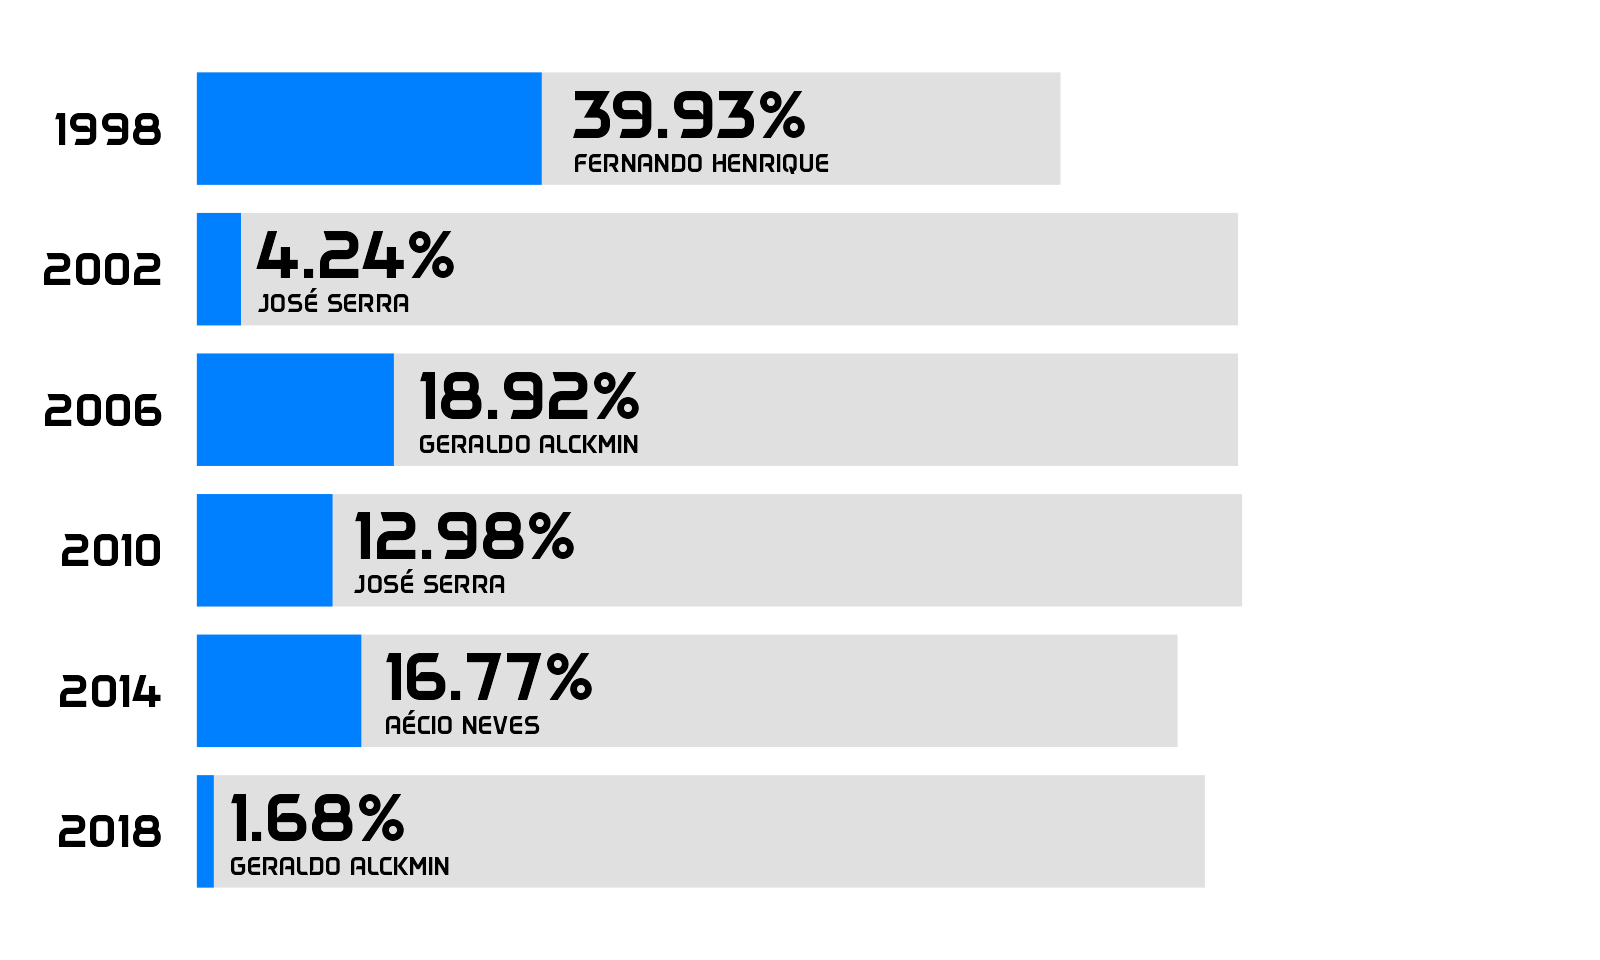 1998
39.93%
FERNANDO HENRIQUE
2002
4.24%
JOSÉ SERRA
2006
18.92%
GERALDO ALCKMIN
2010
12.98%
JOSÉ SERRA
2014
16.77%
AÉCIO NEVES
2018
1.68%
GERALDO ALCKMIN